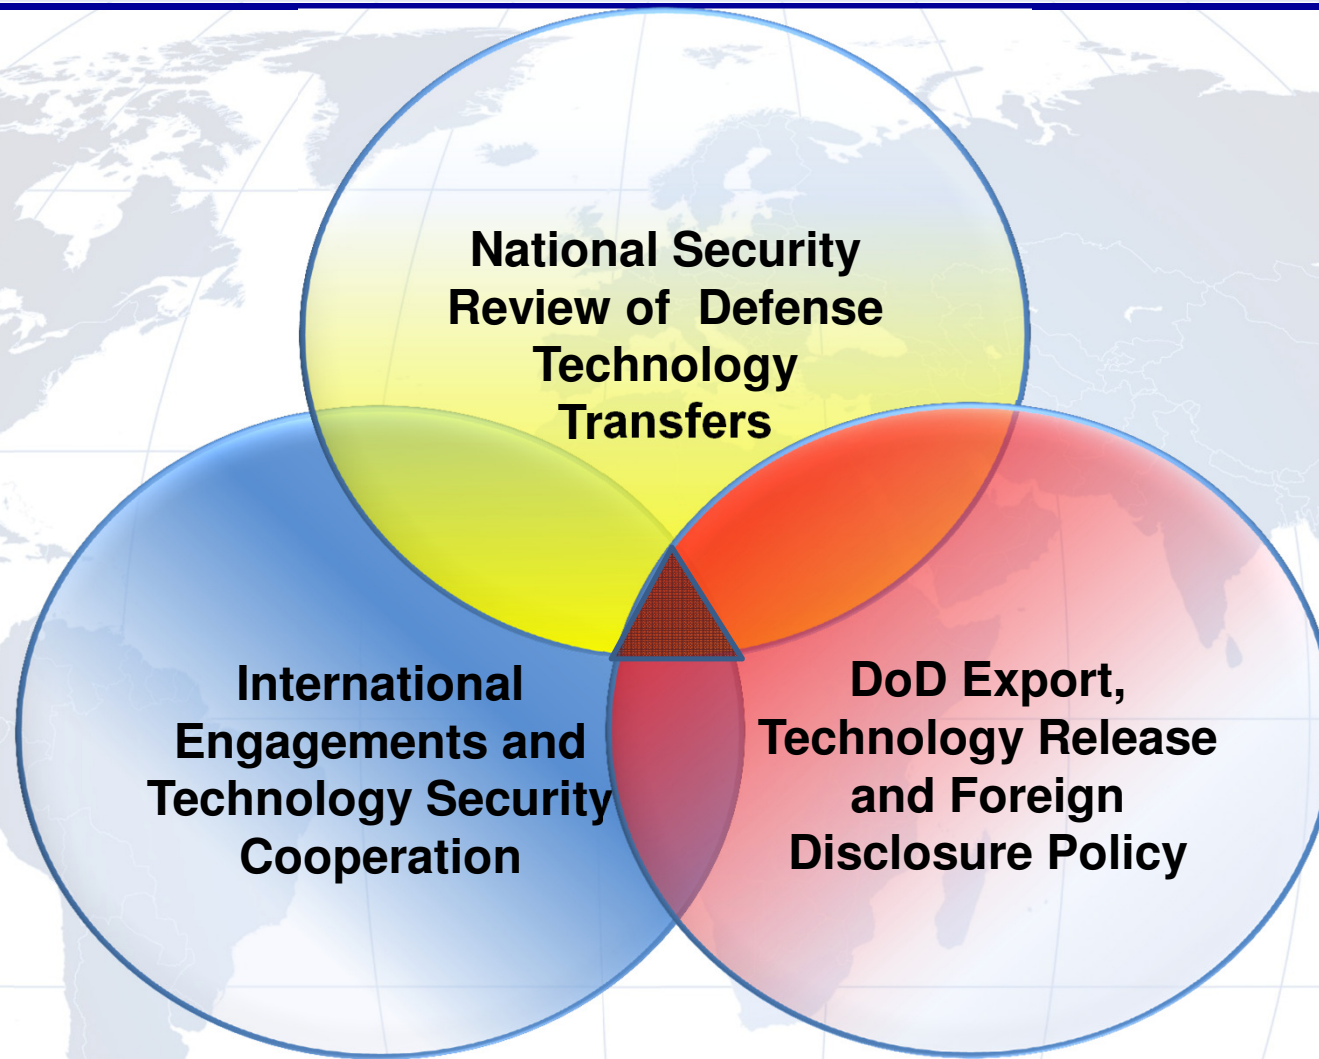 National Security
Review of  Defense
Technology
Transfers
International
Engagements and
Technology Security
Cooperation
DoD Export,
Technology Release
and Foreign
Disclosure Policy